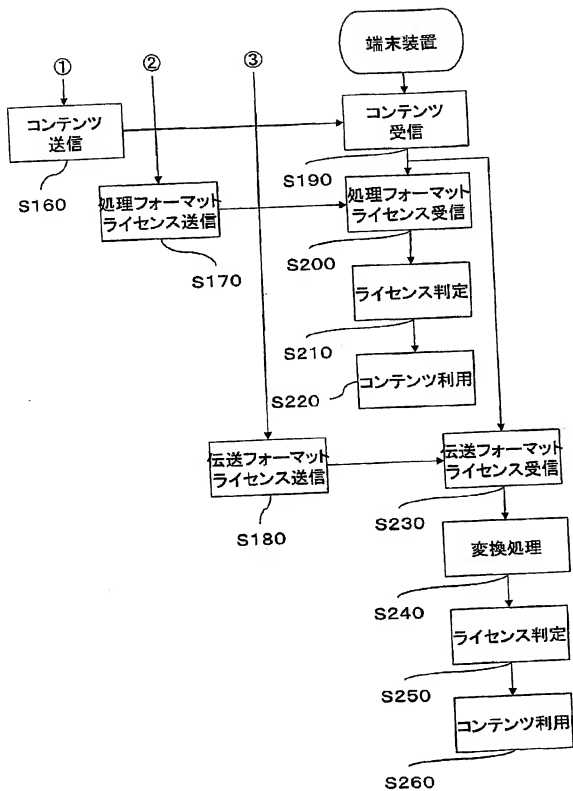 端末装置
①
②
③
コンテンツ
送信
コンテンツ
受信
S160
S190
処理フォーマット
ライセンス送信
処理フォーマット
ライセンス受信
S170
S200
ライセンス判定
S210
コンテンツ利用
S220
伝送フォーマット
ライセンス送信
伝送フォーマット
ライセンス受信
S180
S230
変換処理
S240
ライセンス判定
S250
コンテンツ利用
S260